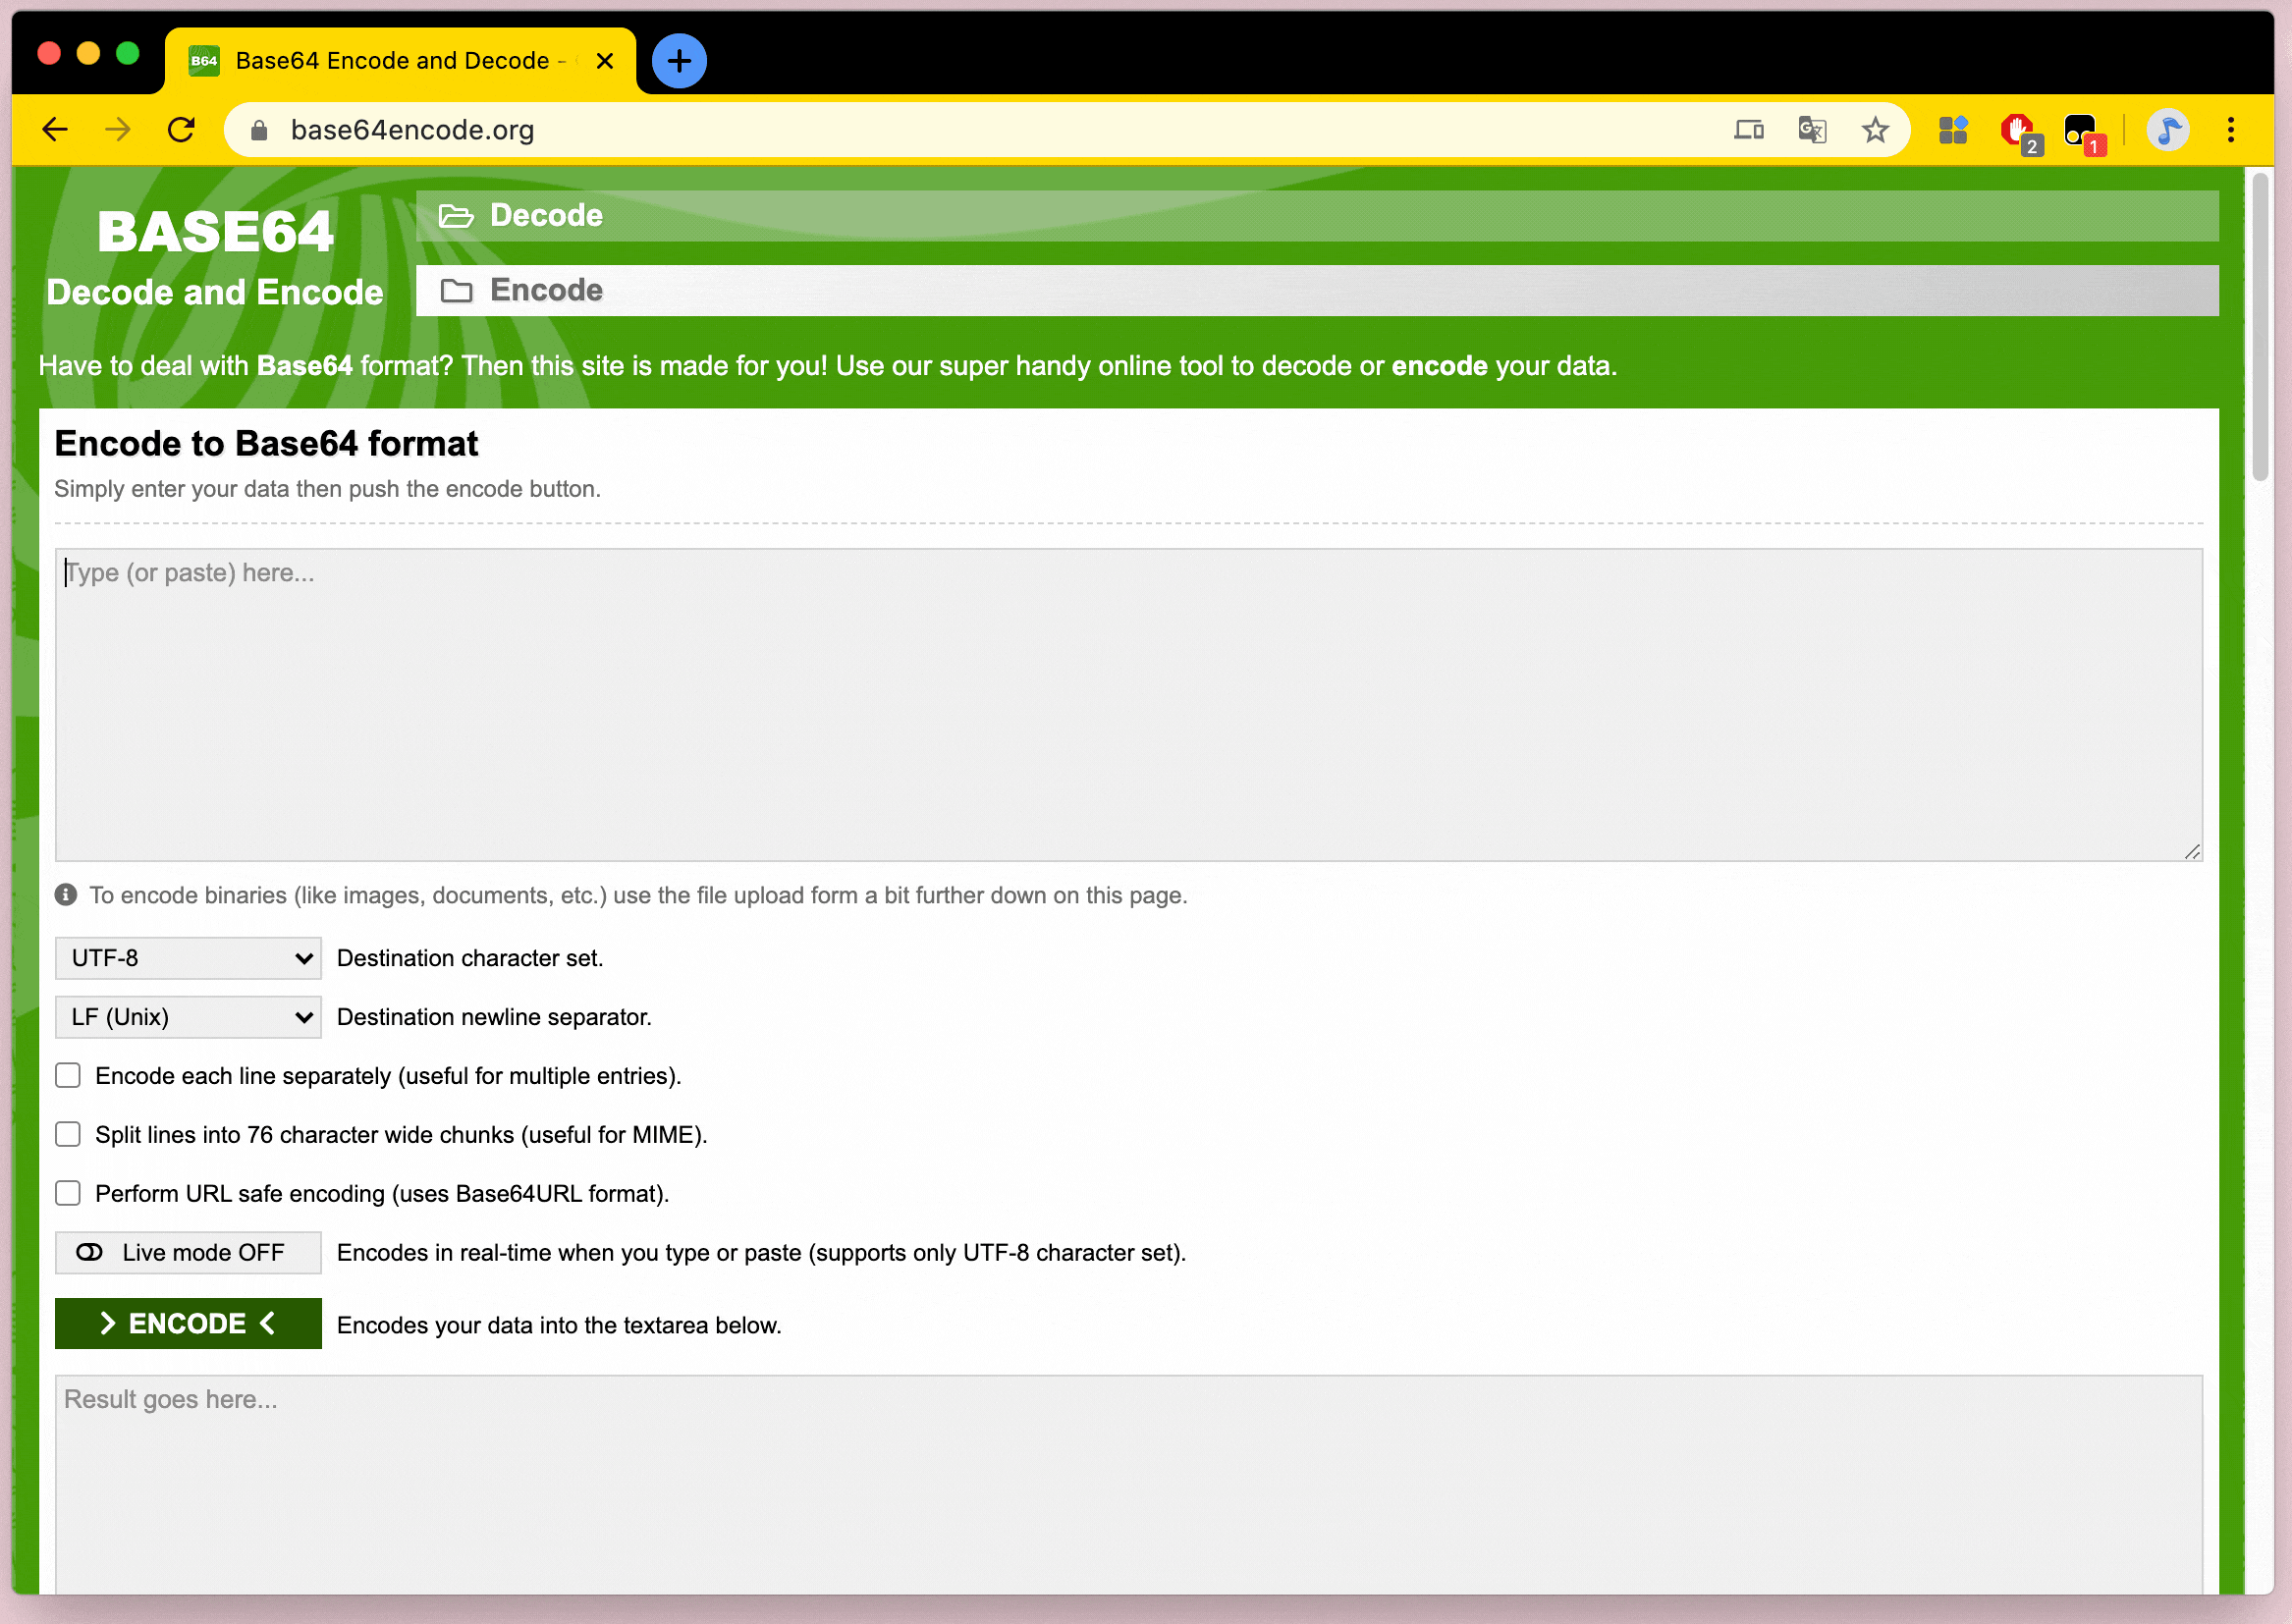 B64 Base64 Encode and Decode -
base64encode.org
2
1
BASE64
Decode and Encode
Decode
Encode
Have to deal with Base64 format? Then this site is made for you! Use our super handy online tool to decode or encode your data.
Encode to Base64 format
Simply enter your data then push the encode button.
Type (or paste) here...
To encode binaries (like images, documents, etc.) use the file upload form a bit further down on this page.
UTF-8 Destination character set.
LF (Unix) Destination newline separator.
Encode each line separately (useful for multiple entries).
Split lines into 76 character wide chunks (useful for MIME).
Perform URL safe encoding (uses Base64URL format).
Live mode OFF Encodes in real-time when you type or paste (supports only UTF-8 character set).
> ENCODE < Encodes your data into the textarea below.
Result goes here...